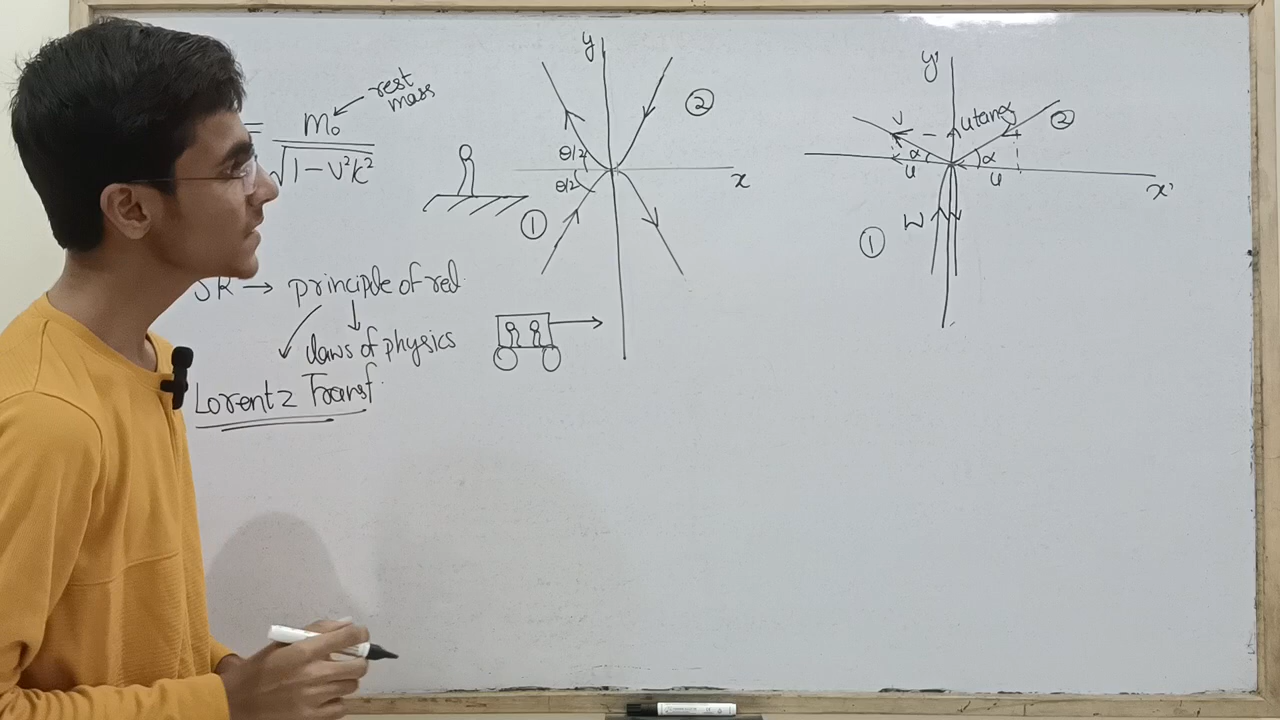 = m₀ / √1 - v²/c²
rest
mass
SR → principle of rel.
Laws of physics
Lorentz Transf.
y
x
θ/2
θ/2
①
②
y'
x'
v
u tanα
②
α
α
u
u
w
①